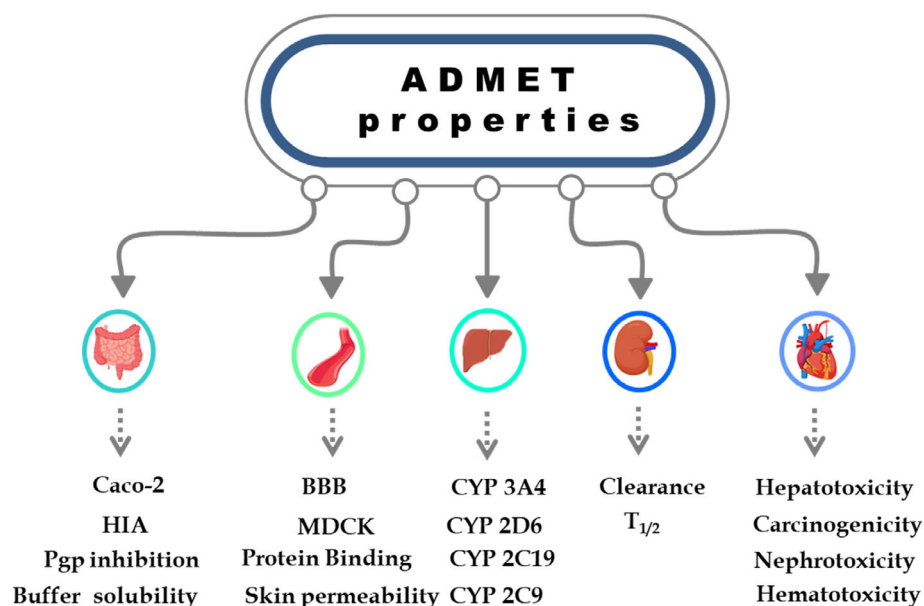 ADMET
properties
Caco-2
HIA
Pgp inhibition
Buffer solubility
BBB
MDCK
Protein Binding
Skin permeability
CYP 3A4
CYP 2D6
CYP 2C19
CYP 2C9
Clearance
T1/2
Hepatotoxicity
Carcinogenicity
Nephrotoxicity
Hematotoxicity